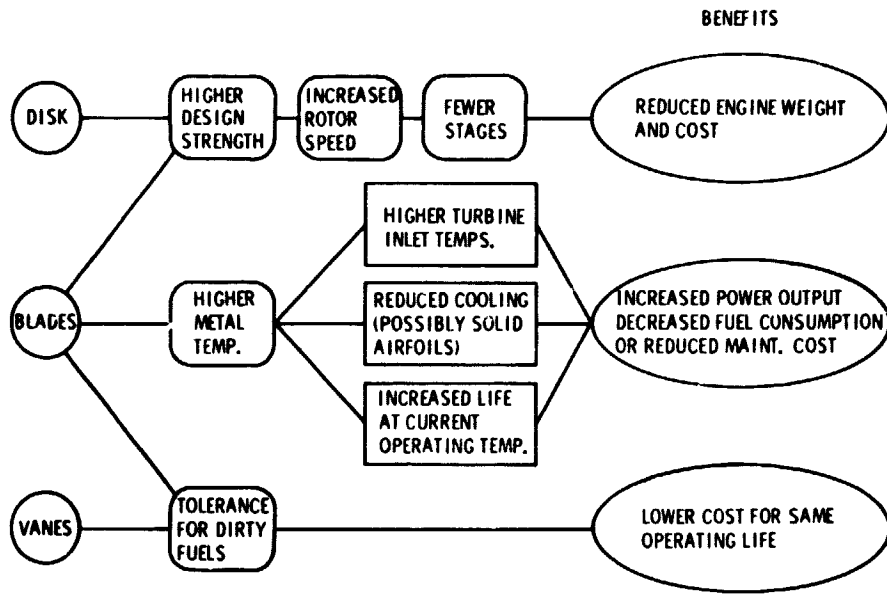 BENEFITS
DISK
HIGHER
DESIGN
STRENGTH
INCREASED
ROTOR
SPEED
FEWER
STAGES
REDUCED ENGINE WEIGHT
AND COST
BLADES
HIGHER
METAL
TEMP.
HIGHER TURBINE
INLET TEMPS.
REDUCED COOLING
(POSSIBLY SOLID
AIRFOILS)
INCREASED LIFE
AT CURRENT
OPERATING TEMP.
INCREASED POWER OUTPUT
DECREASED FUEL CONSUMPTION
OR REDUCED MAINT. COST
VANES
TOLERANCE
FOR DIRTY
FUELS
LOWER COST FOR SAME
OPERATING LIFE